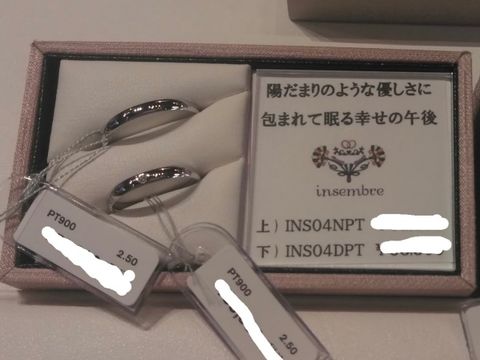 陽だまりのような優しさに
包まれて眠る幸せの午後
insembre
上）INS04NPT
下）INS04DPT
PT900
2.50
PT900
2.50